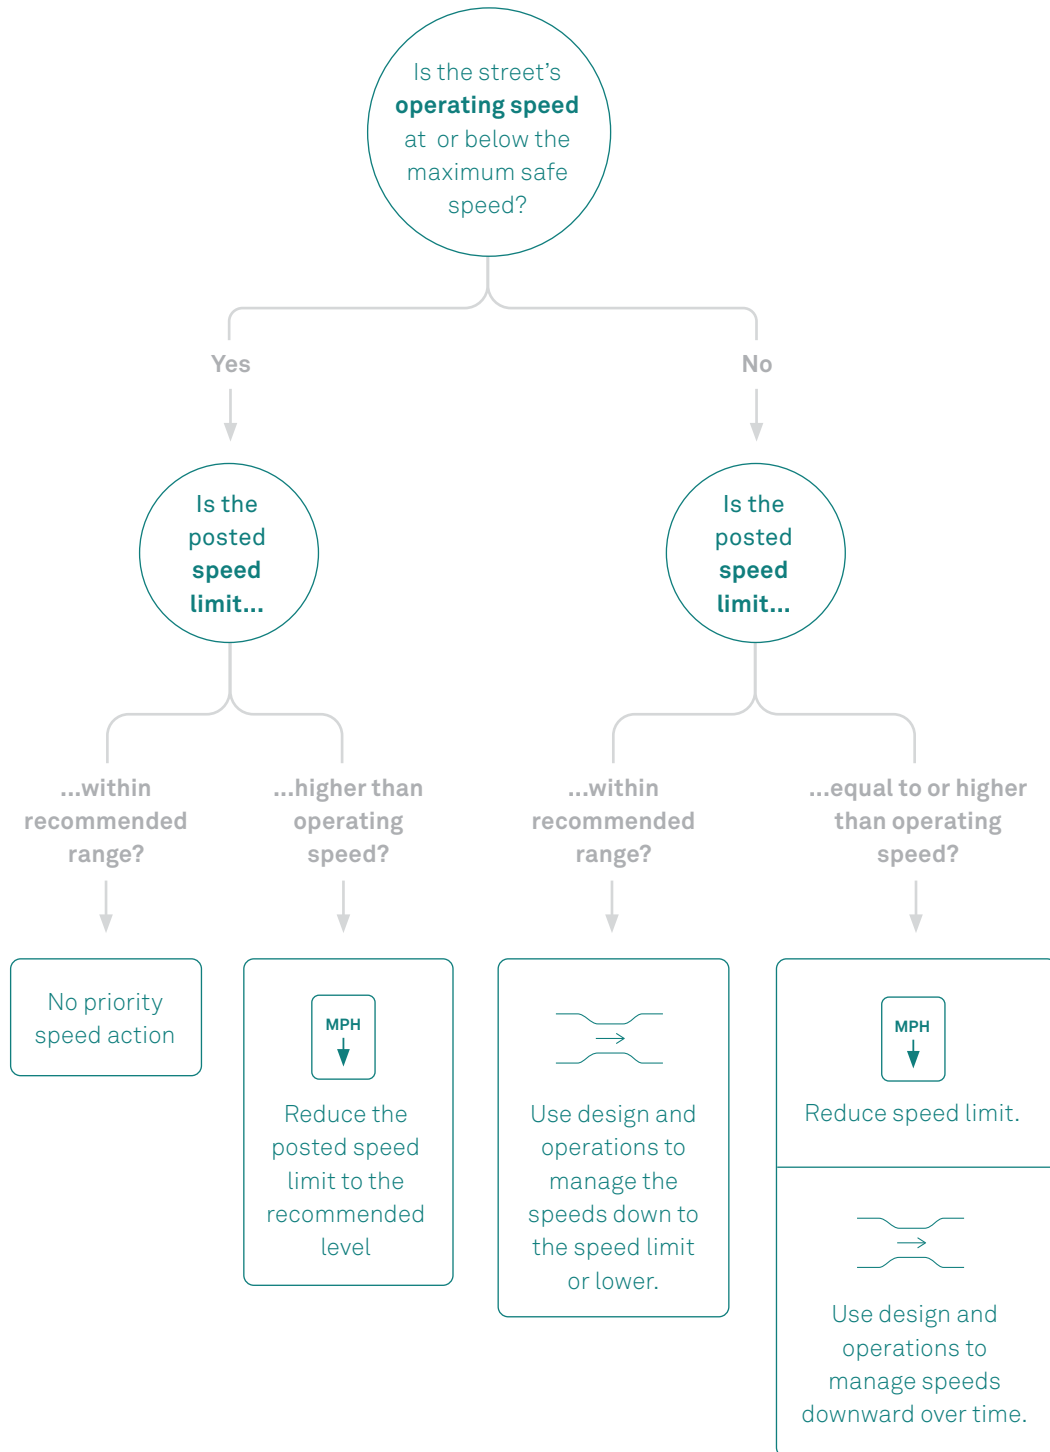 Is the street's
operating speed
at or below the
maximum safe
speed?
Yes
No
Is the
posted
speed
limit...
Is the
posted
speed
limit...
...within
recommended
range?
...higher than
operating
speed?
...within
recommended
range?
...equal to or higher
than operating
speed?
No priority
speed action
MPH
Reduce the
posted speed
limit to the
recommended
level
Use design and
operations to
manage the
speeds down to
the speed limit
or lower.
MPH
Reduce speed limit.
Use design and
operations to
manage speeds
downward over time.